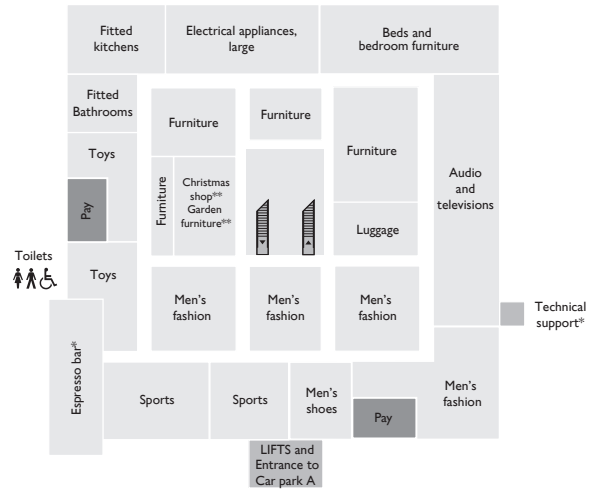 Fitted
kitchens
Electrical appliances,
large
Beds and
bedroom furniture
Fitted
Bathrooms
Toys
Pay
Toys
Toilets
Espresso bar*
Furniture
Furniture
Christmas
shop**
Garden
furniture**
Furniture
Furniture
Luggage
Audio
and
televisions
Men's
fashion
Men's
fashion
Men's
fashion
Technical
support*
Sports
Sports
Men's
shoes
Pay
Men's
fashion
LIFTS and
Entrance to
Car park A